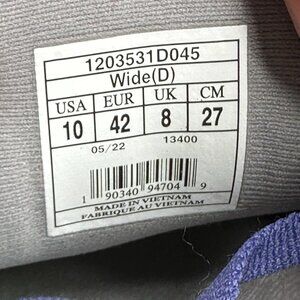 1203531D045
Wide(D)
USA EUR UK CM
10 42 8 27
05/22 13400
1 90340 94704 9
MADE IN VIETNAM
FABRIQUE AU VIETNAM